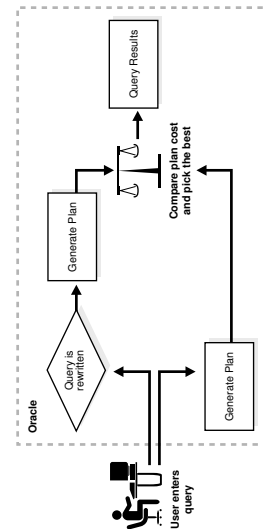 Oracle
User enters
query
Query is
rewritten
Generate Plan
Generate Plan
Compare plan cost
and pick the best
Query Results